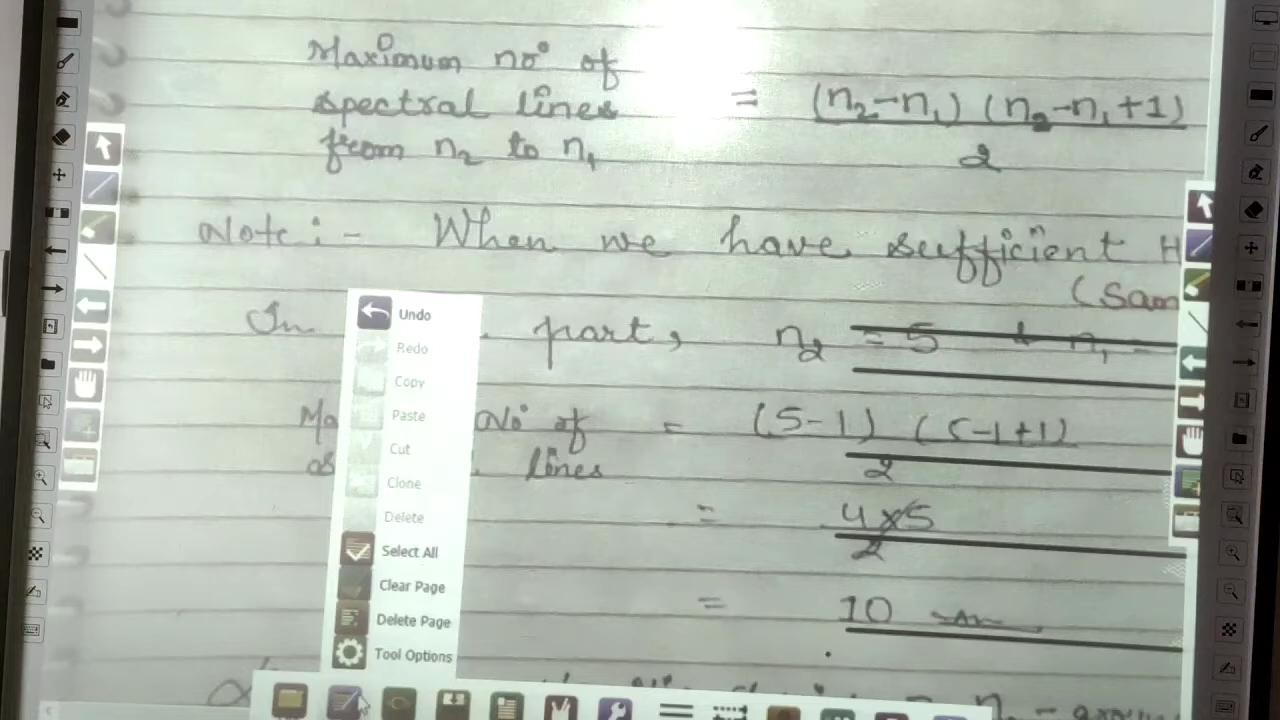 Maximum no of
spectral lines = (n₂-n₁) (n₂-n₁+1)
from n₂ to n₁ 2
Note:- When we have sufficient H
(Sam
In part, n₂ = 5 + n₁ =
No of = (5-1) (5-1+1)
lines 2
= 4x5
2
= 10
Undo
Redo
Copy
Paste
Cut
Clone
Delete
Select All
Clear Page
Delete Page
Tool Options